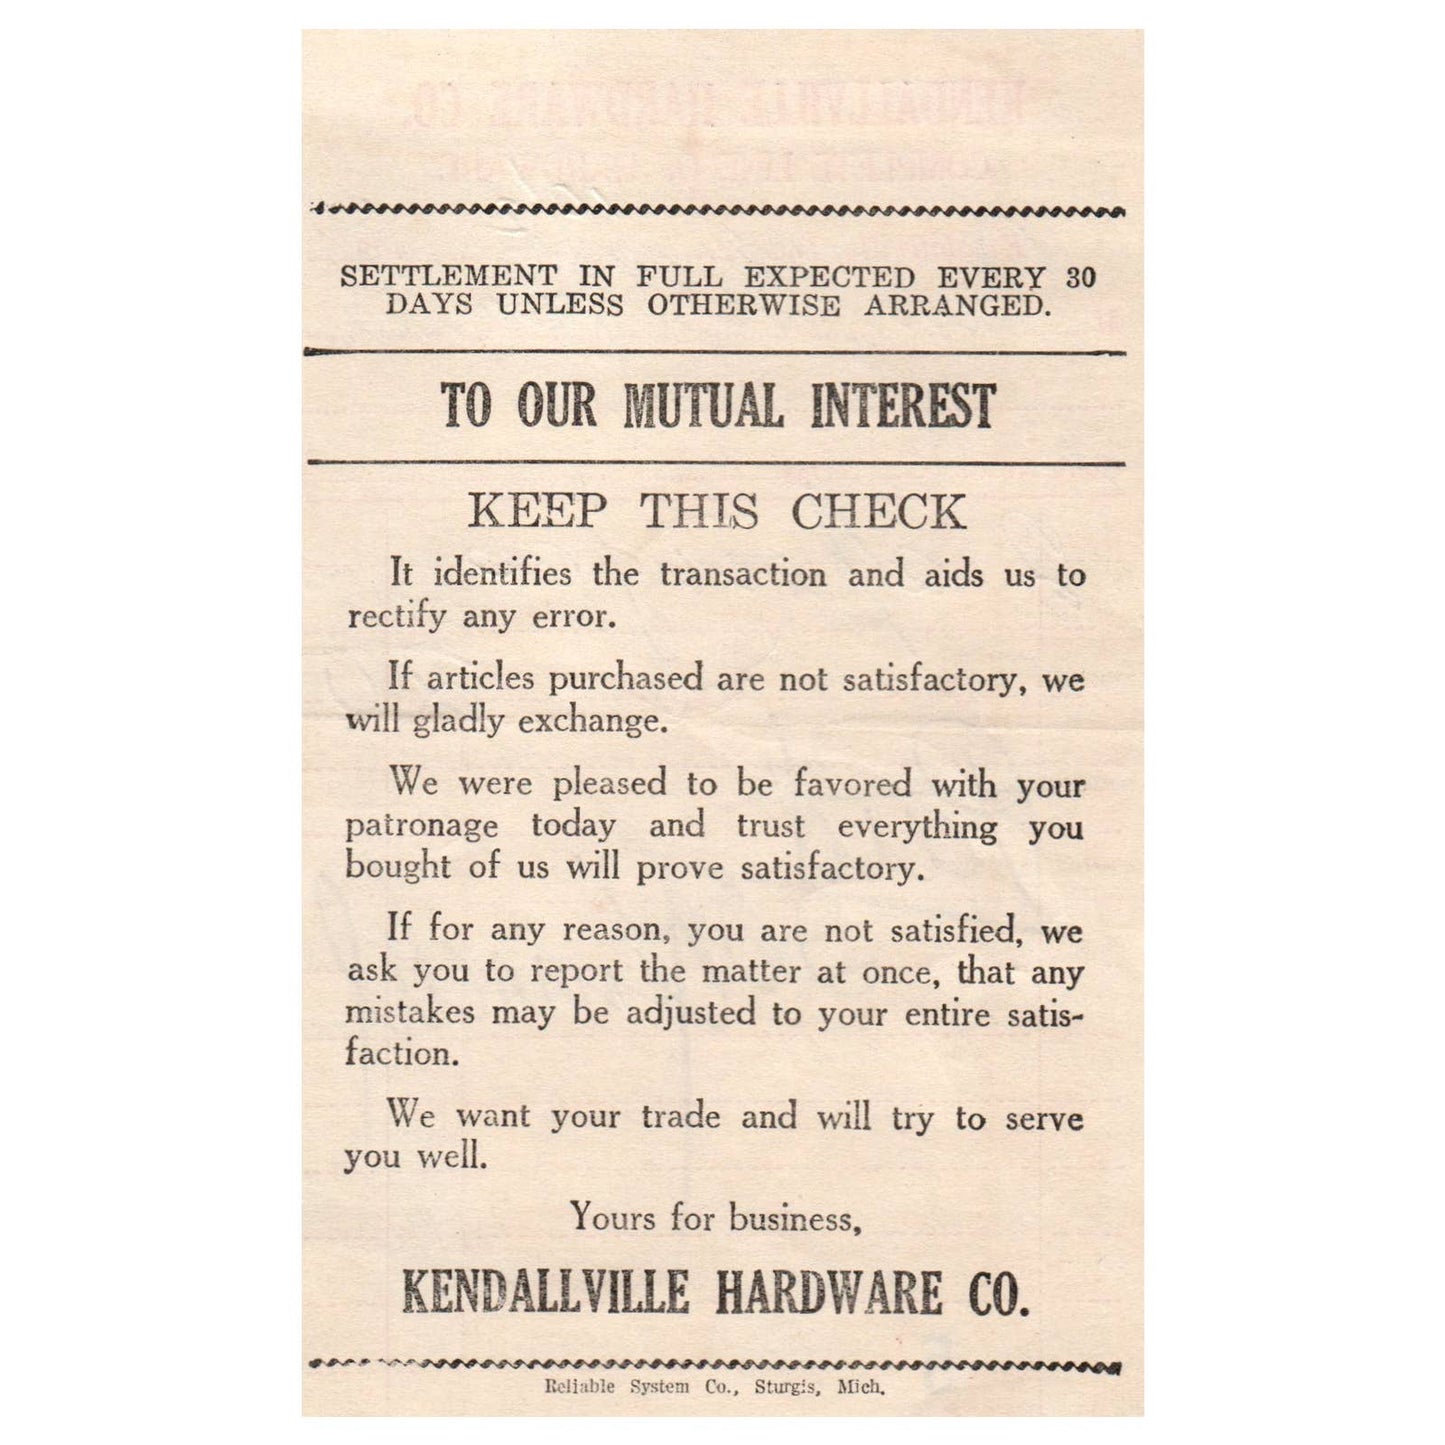 SETTLEMENT IN FULL EXPECTED EVERY 30
DAYS UNLESS OTHERWISE ARRANGED.
TO OUR MUTUAL INTEREST
KEEP THIS CHECK
It identifies the transaction and aids us to
rectify any error.
If articles purchased are not satisfactory, we
will gladly exchange.
We were pleased to be favored with your
patronage today and trust everything you
bought of us will prove satisfactory.
If for any reason, you are not satisfied, we
ask you to report the matter at once, that any
mistakes may be adjusted to your entire satis-
faction.
We want your trade and will try to serve
you well.
Yours for business,
KENDALLVILLE HARDWARE CO.
Reliable System Co., Sturgis, Mich.